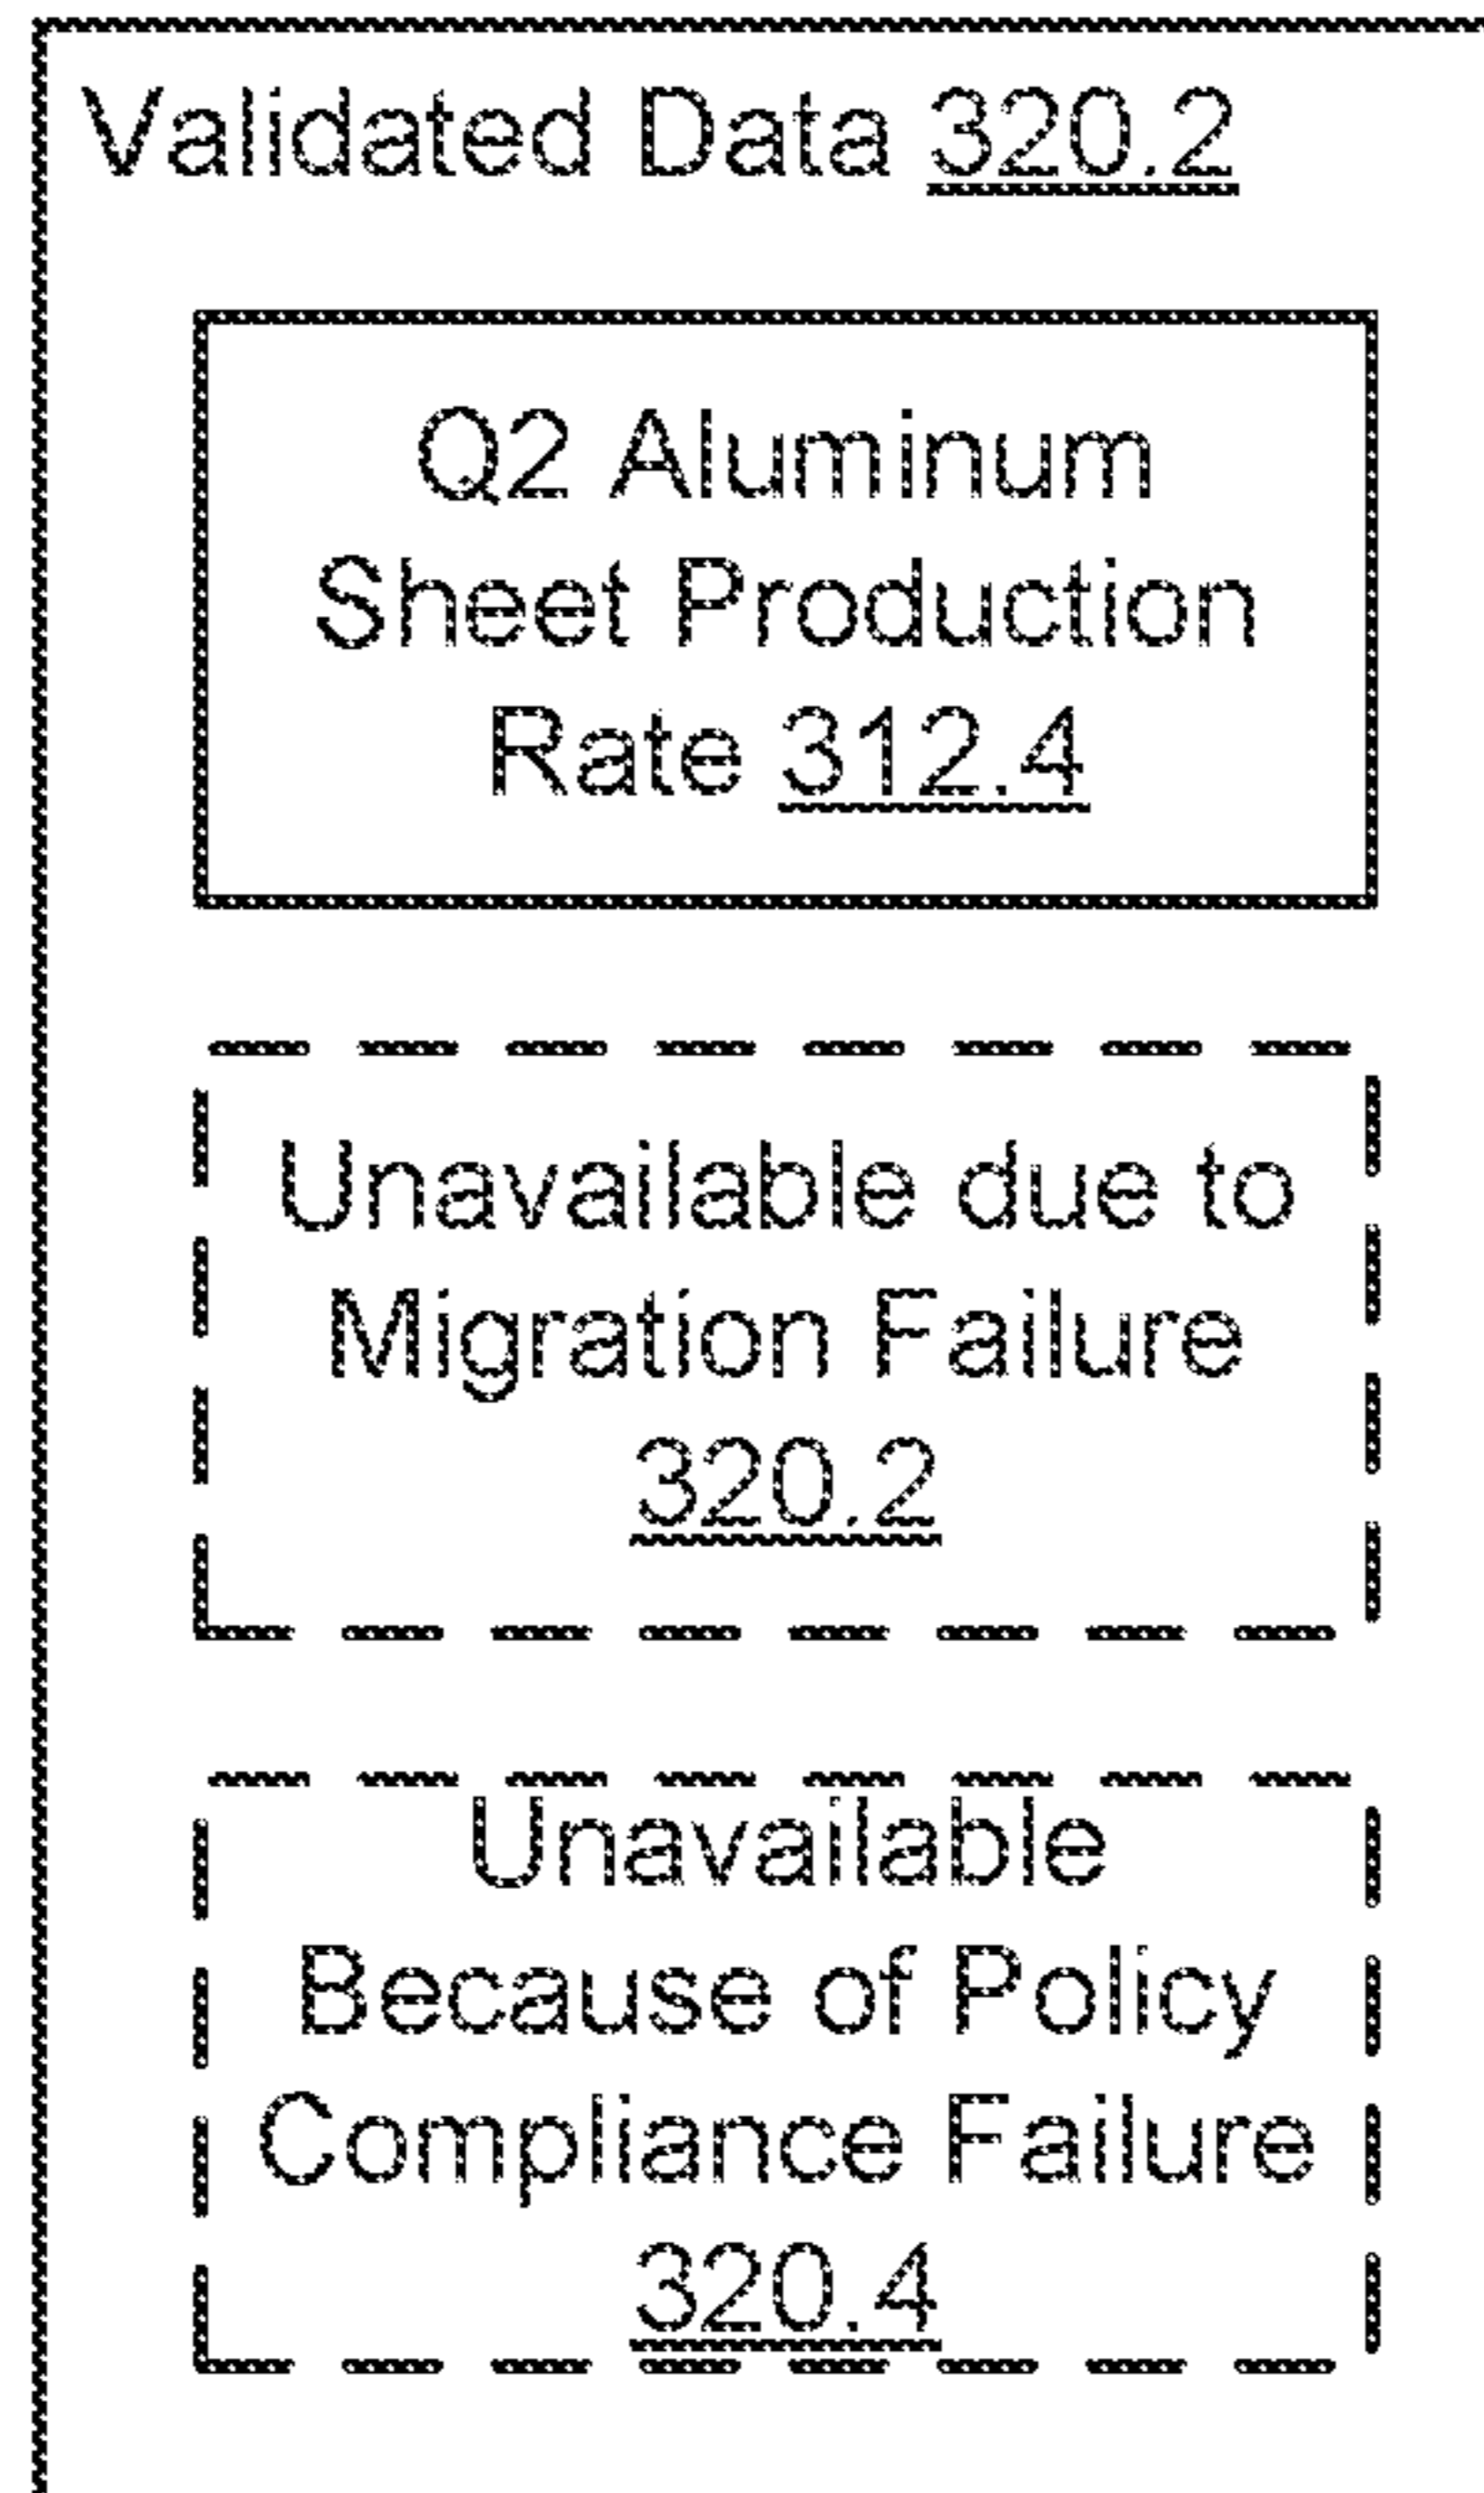 Validated Data 320.2
Q2 Aluminum
Sheet Production
Rate 312.4
Unavailable due to
Migration Failure
320.2
Unavailable
Because of Policy
Compliance Failure
320.4